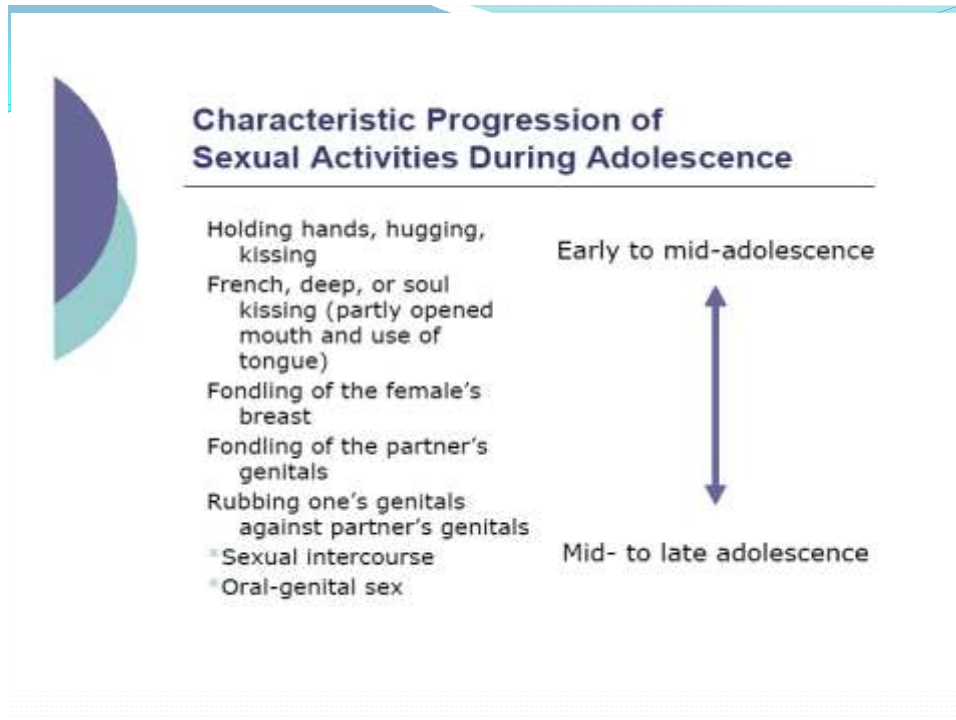 Characteristic Progression of
Sexual Activities During Adolescence
Holding hands, hugging,
kissing
French, deep, or soul
kissing (partly opened
mouth and use of
tongue)
Fondling of the female's
breast
Fondling of the partner's
genitals
Rubbing one's genitals
against partner's genitals
*Sexual intercourse
*Oral-genital sex
Early to mid-adolescence
Mid- to late adolescence